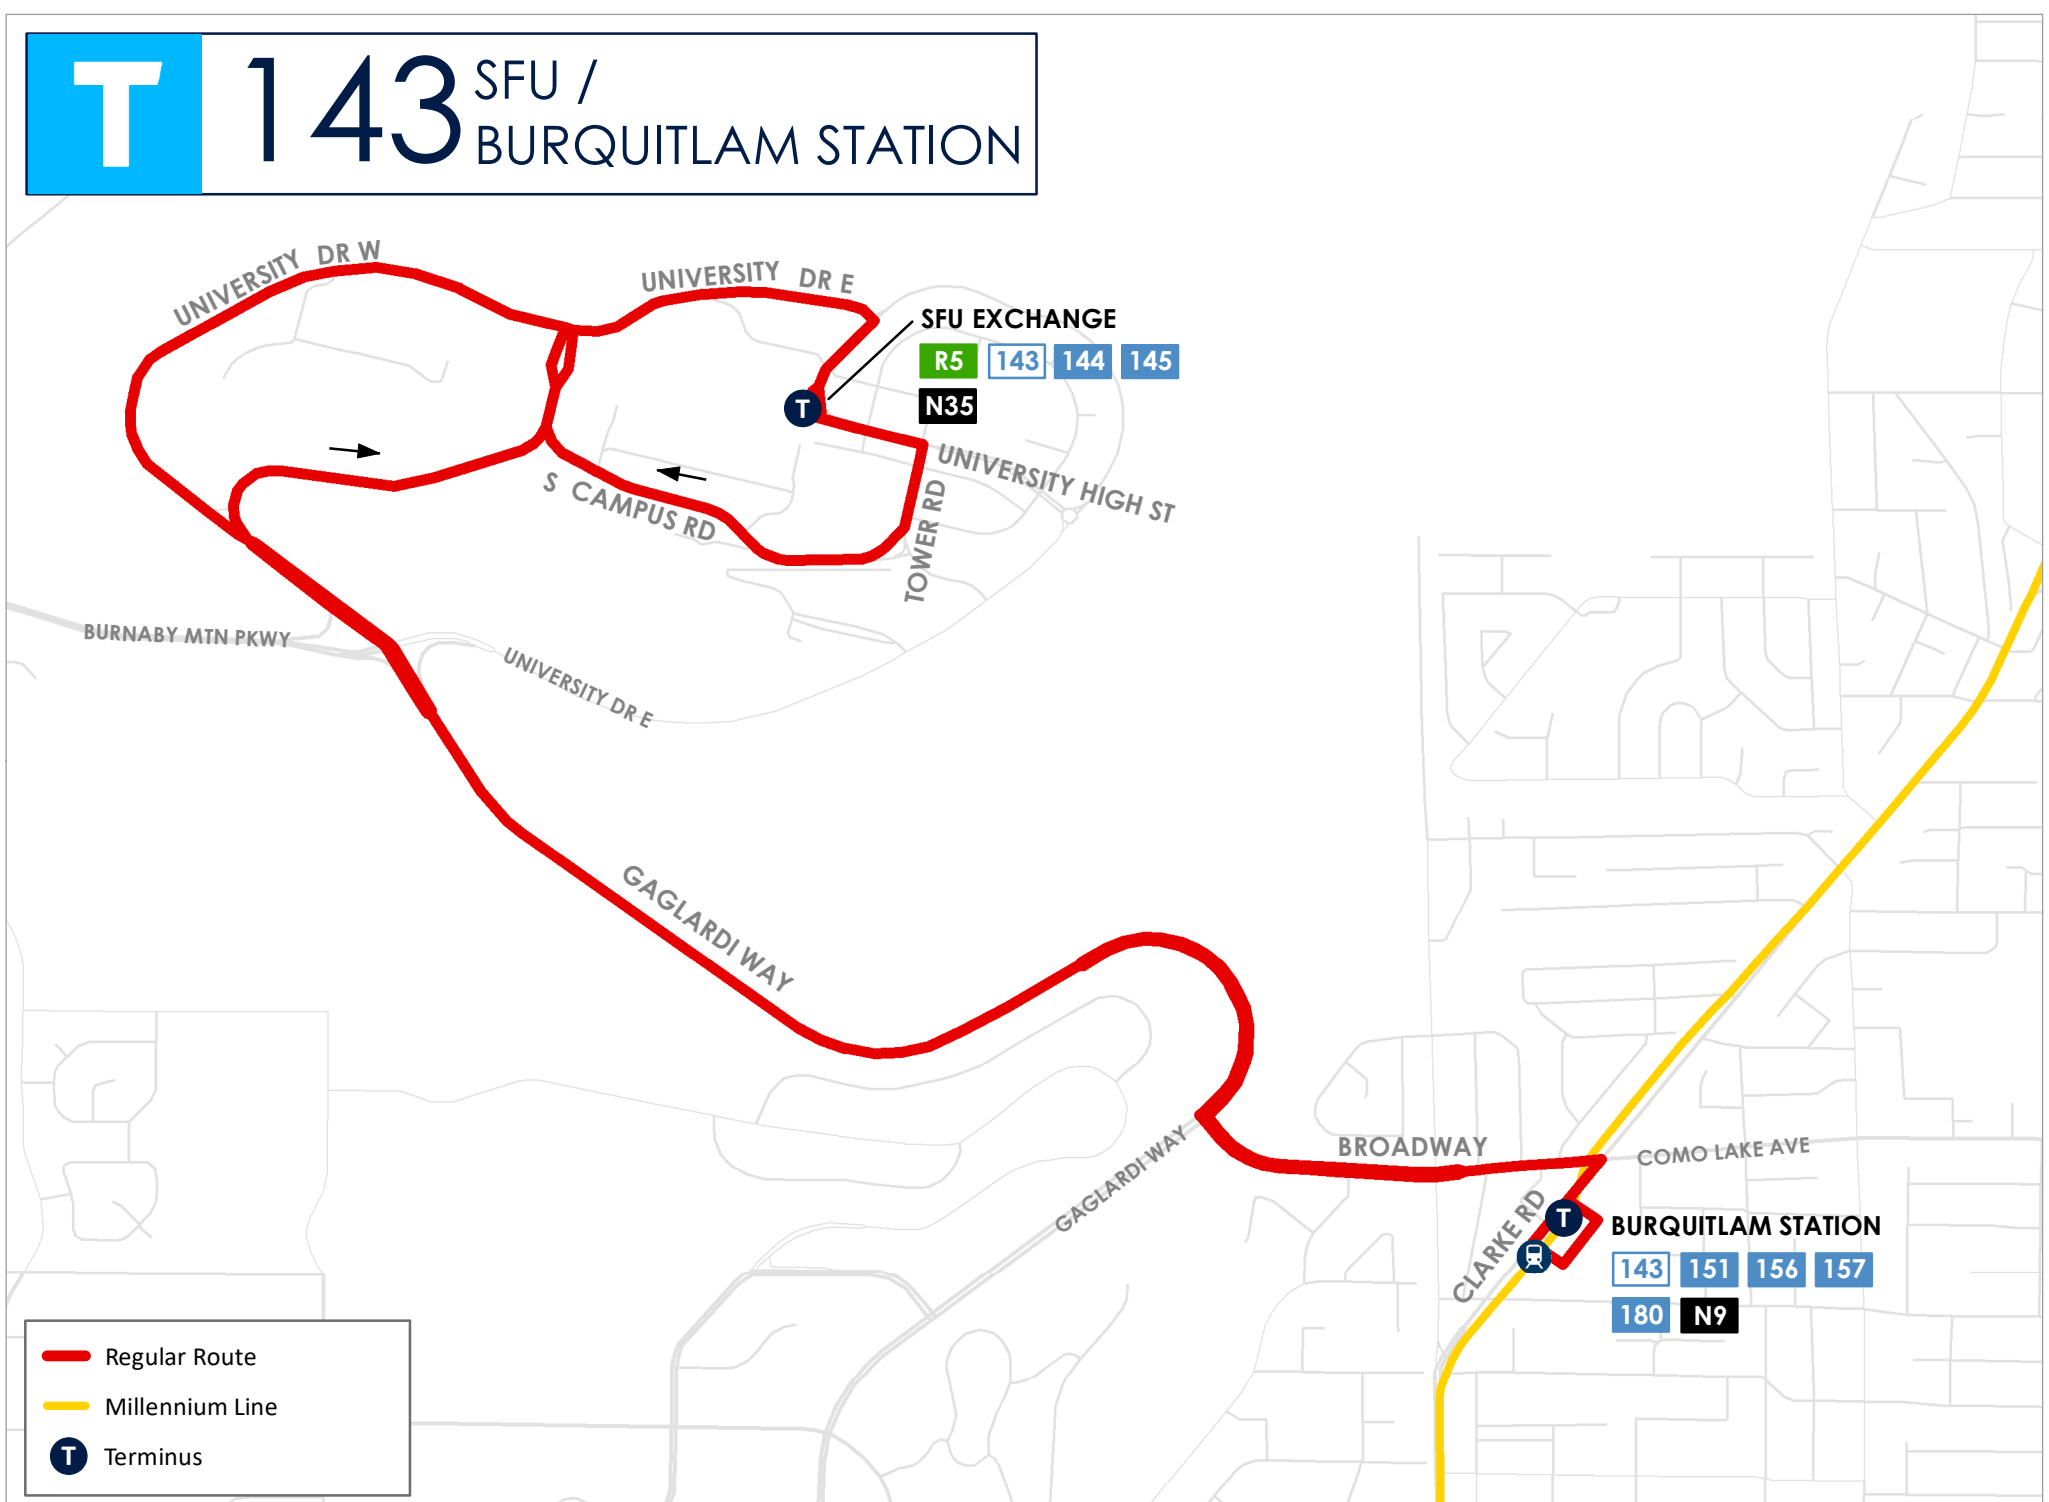 T
143 SFU /
BURQUITLAM STATION
UNIVERSITY DR W
UNIVERSITY DR E
SFU EXCHANGE
R5 143 144 145
N35
UNIVERSITY HIGH ST
S CAMPUS RD
TOWER RD
T
BURNABY MTN PKWY
UNIVERSITY DR E
GAGLARDI WAY
GAGLARDI WAY
BROADWAY
COMO LAKE AVE
CLARKE RD
T
BURQUITLAM STATION
143 151 156 157
180 N9
Regular Route
Millennium Line
T Terminus